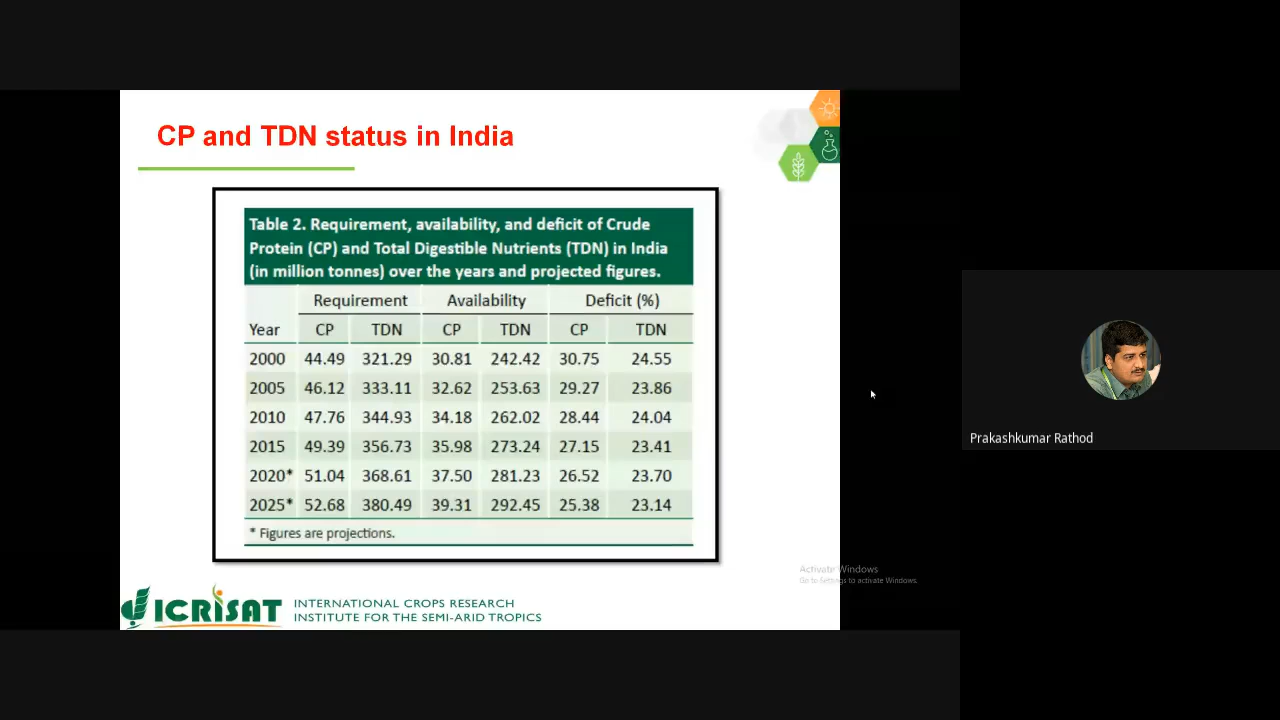 CP and TDN status in India
Table 2. Requirement, availability, and deficit of Crude
Protein (CP) and Total Digestible Nutrients (TDN) in India
(in million tonnes) over the years and projected figures.
Requirement Availability Deficit (%)
Year CP TDN CP TDN CP TDN
2000 44.49 321.29 30.81 242.42 30.75 24.55
2005 46.12 333.11 32.62 253.63 29.27 23.86
2010 47.76 344.93 34.18 262.02 28.44 24.04
2015 49.39 356.73 35.98 273.24 27.15 23.41
2020* 51.04 368.61 37.50 281.23 26.52 23.70
2025* 52.68 380.49 39.31 292.45 25.38 23.14
* Figures are projections.
ICRISAT
INTERNATIONAL CROPS RESEARCH
INSTITUTE FOR THE SEMI-ARID TROPICS
Activate Windows
Go to Settings to activate Windows.
Prakashkumar Rathod